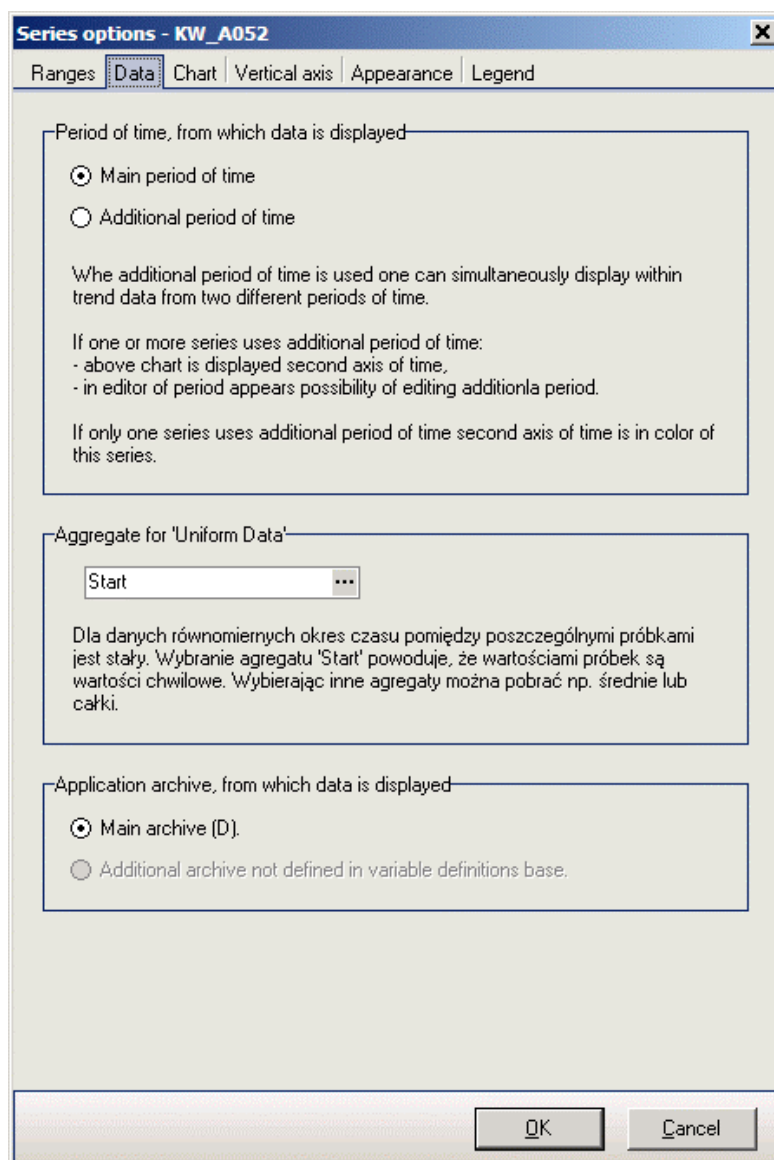 Series options - KW_A052
Ranges Data Chart Vertical axis Appearance Legend
Period of time, from which data is displayed
Main period of time
Additional period of time
Whe additional period of time is used one can simultaneously display within
trend data from two different periods of time.
If one or more series uses additional period of time:
- above chart is displayed second axis of time,
- in editor of period appears possibility of editing additionla period.
If only one series uses additional period of time second axis of time is in color of
this series.
Aggregate for 'Uniform Data'
Start ...
Dla danych równomiernych okres czasu pomiędzy poszczególnymi próbkami
jest stały. Wybranie agregatu 'Start' powoduje, że wartościami próbek są
wartości chwilowe. Wybierając inne agregaty można pobrać np. średnie lub
całki.
Application archive, from which data is displayed
Main archive (D).
Additional archive not defined in variable definitions base.
OK Cancel